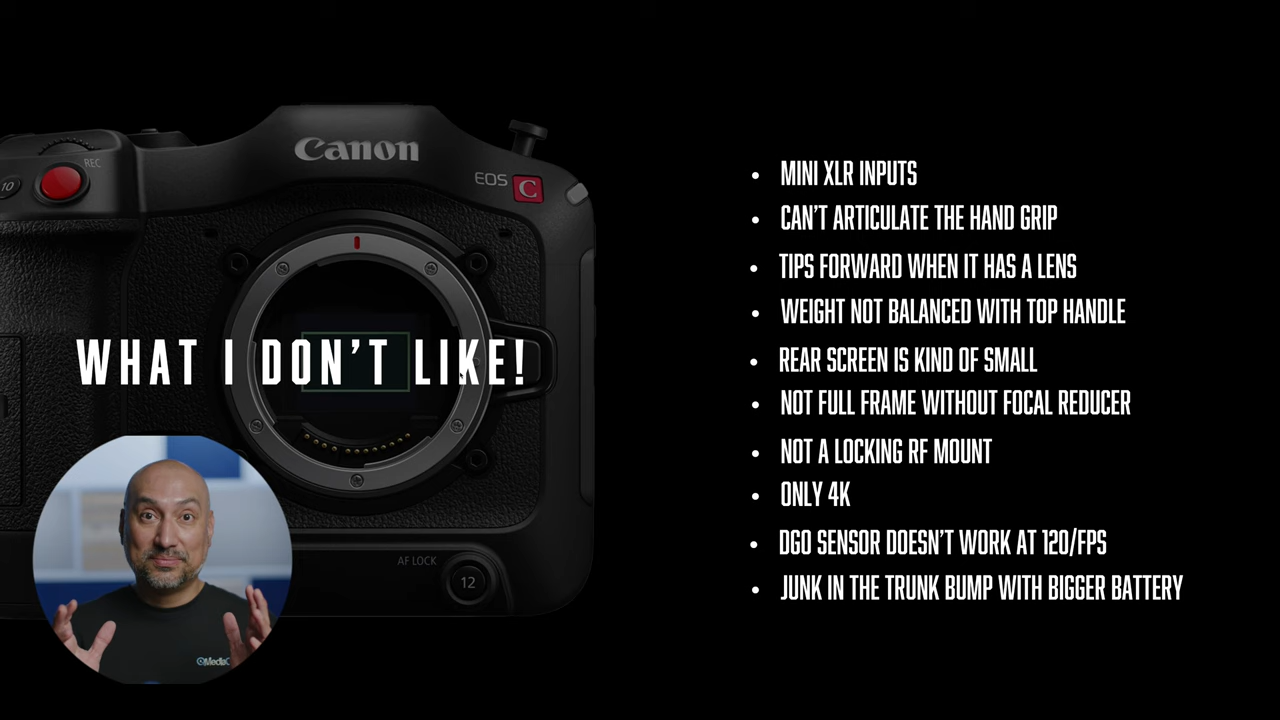 Canon
REC
10
EOS C
WHAT I DON'T LIKE!
AF LOCK
12
• MINI XLR INPUTS
• CAN'T ARTICULATE THE HAND GRIP
• TIPS FORWARD WHEN IT HAS A LENS
• WEIGHT NOT BALANCED WITH TOP HANDLE
• REAR SCREEN IS KIND OF SMALL
• NOT FULL FRAME WITHOUT FOCAL REDUCER
• NOT A LOCKING RF MOUNT
• ONLY 4K
• DGO SENSOR DOESN'T WORK AT 120/FPS
• JUNK IN THE TRUNK BUMP WITH BIGGER BATTERY